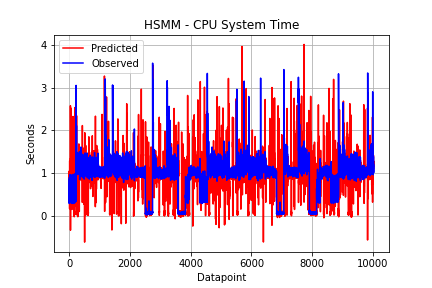 HSMM - CPU System Time
Predicted
Observed
4
3
2
1
0
Seconds
0 2000 4000 6000 8000 10000
Datapoint